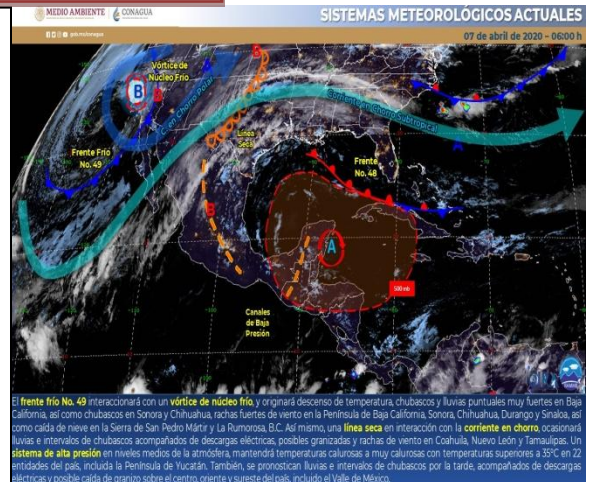 MEDIO AMBIENTE CONAGUA
SISTEMAS METEOROLÓGICOS ACTUALES
gob.mx/conagua
07 de abril de 2020 – 06:00 h
Vórtice de
Núcleo Frío
B
B
A
B
C. en Chorro Polar
Corriente en Chorro Subtropical
Línea
Seca
Frente Frío
No. 49
Frente
No. 48
A
B
A
500 mb
Canales
de Baja
Presión
El frente frío No. 49 interaccionará con un vórtice de núcleo frío, y originará descenso de temperatura, chubascos y lluvias puntuales muy fuertes en Baja
California, así como chubascos en Sonora y Chihuahua, rachas fuertes de viento en la Península de Baja California, Sonora, Chihuahua, Durango y Sinaloa, así
como caída de nieve en la Sierra de San Pedro Mártir y La Rumorosa, B.C. Así mismo, una línea seca en interacción con la corriente en chorro, ocasionará
lluvias e intervalos de chubascos acompañados de descargas eléctricas, posibles granizadas y rachas de viento en Coahuila, Nuevo León y Tamaulipas. Un
sistema de alta presión en niveles medios de la atmósfera, mantendrá temperaturas calurosas a muy calurosas con temperaturas superiores a 35°C en 22
entidades del país, incluida la Península de Yucatán. También, se pronostican lluvias e intervalos de chubascos por la tarde, acompañados de descargas
eléctricas y posible caída de granizo sobre el centro, oriente y sureste del país, incluido el Valle de México.